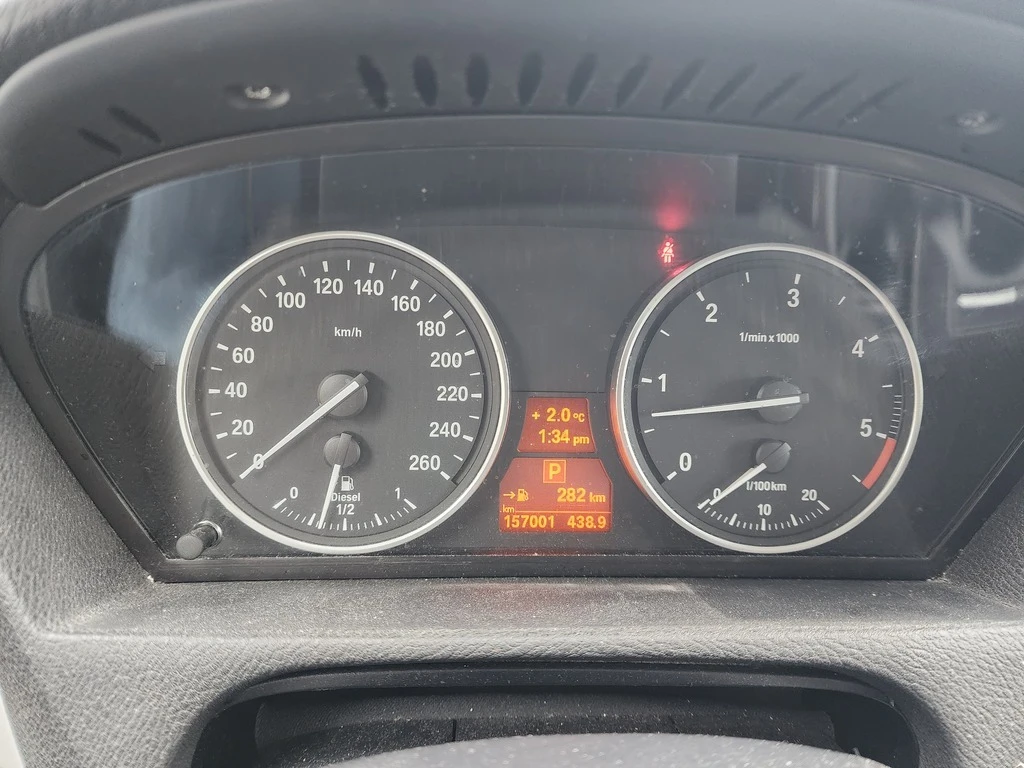 0 20 40 60 80 100 120 140 160 180 200 220 240 260
km/h
0 1/2 1
Diesel
+ 2.0 °C
1:34 pm
P
282 km
km
157001 438.9
0 1 2 3 4 5
1/min x 1000
l/100km
0 10 20